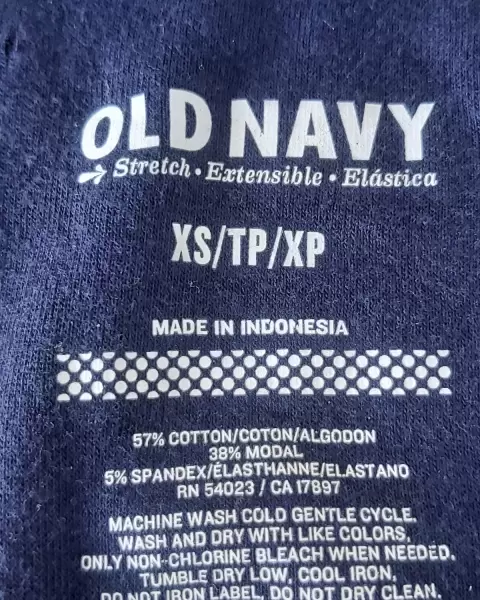 OLD NAVY
Stretch • Extensible • Elástica
XS/TP/XP
MADE IN INDONESIA
57% COTTON/COTON/ALGODON
38% MODAL
5% SPANDEX/ÉLASTHANNE/ELASTANO
RN 54023 / CA 17897
MACHINE WASH COLD GENTLE CYCLE,
WASH AND DRY WITH LIKE COLORS,
ONLY NON-CHLORINE BLEACH WHEN NEEDED.
TUMBLE DRY LOW, COOL IRON,
DO NOT IRON LABEL, DO NOT DRY CLEAN.